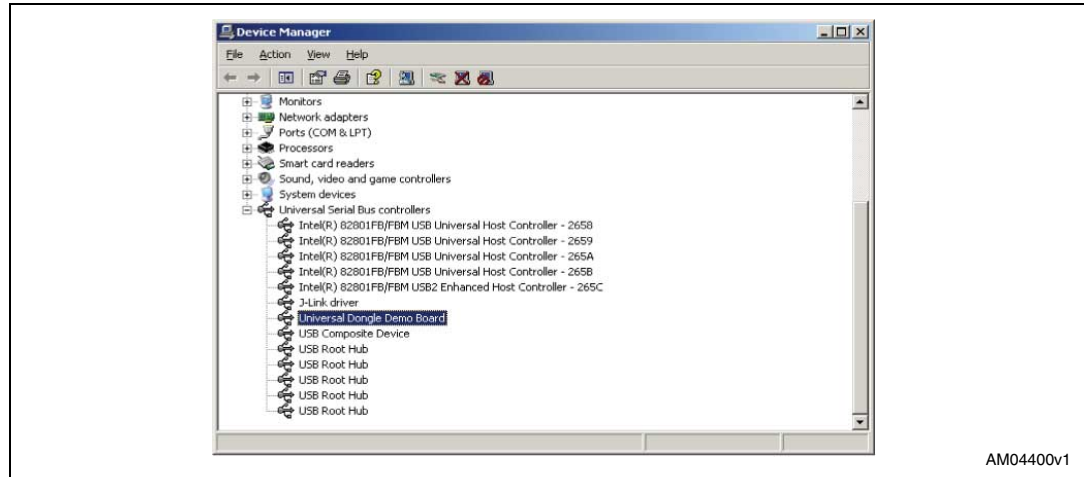 Device Manager
File Action View Help
Monitors
Network adapters
Ports (COM & LPT)
Processors
Smart card readers
Sound, video and game controllers
System devices
Universal Serial Bus controllers
Intel(R) 82801FB/FBM USB Universal Host Controller - 2658
Intel(R) 82801FB/FBM USB Universal Host Controller - 2659
Intel(R) 82801FB/FBM USB Universal Host Controller - 265A
Intel(R) 82801FB/FBM USB Universal Host Controller - 265B
Intel(R) 82801FB/FBM USB2 Enhanced Host Controller - 265C
J-Link driver
Universal Dongle Demo Board
USB Composite Device
USB Root Hub
USB Root Hub
USB Root Hub
USB Root Hub
USB Root Hub
AM04400v1